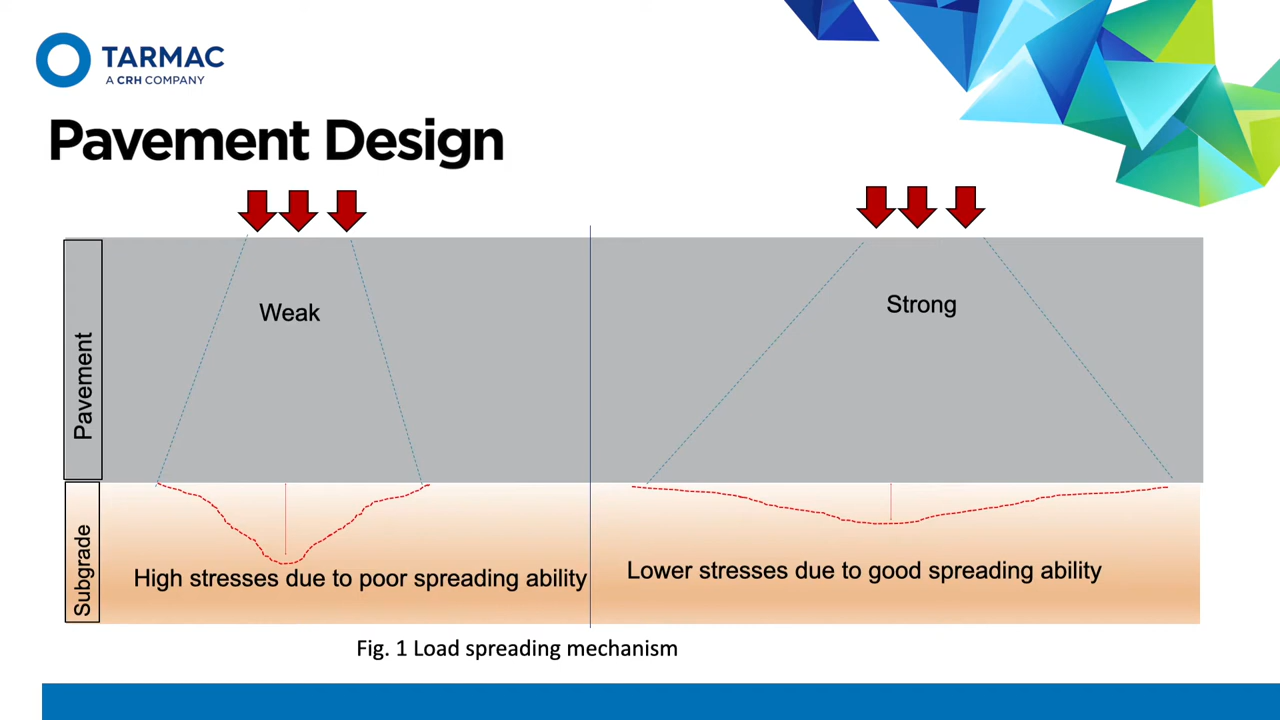 TARMAC
A CRH COMPANY
Pavement Design
Weak
Strong
Pavement
Subgrade
High stresses due to poor spreading ability
Lower stresses due to good spreading ability
Fig. 1 Load spreading mechanism